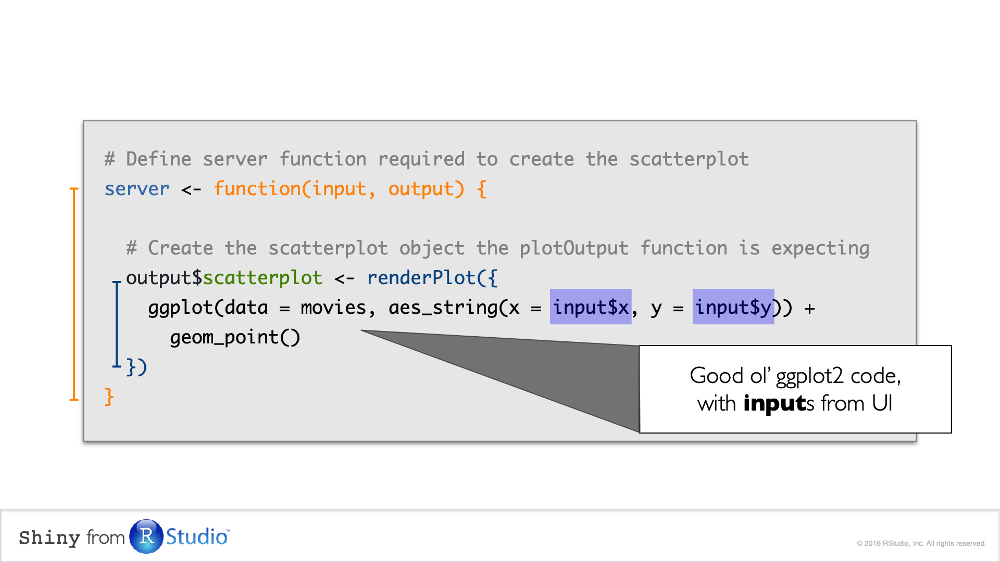 # Define server function required to create the scatterplot
server <- function(input, output) {
# Create the scatterplot object the plotOutput function is expecting
output$scatterplot <- renderPlot({
ggplot(data = movies, aes_string(x = input$x, y = input$y)) +
geom_point()
})
}
Good ol’ ggplot2 code,
with inputs from UI
Shiny from R Studio™
© 2016 RStudio, Inc. All rights reserved.